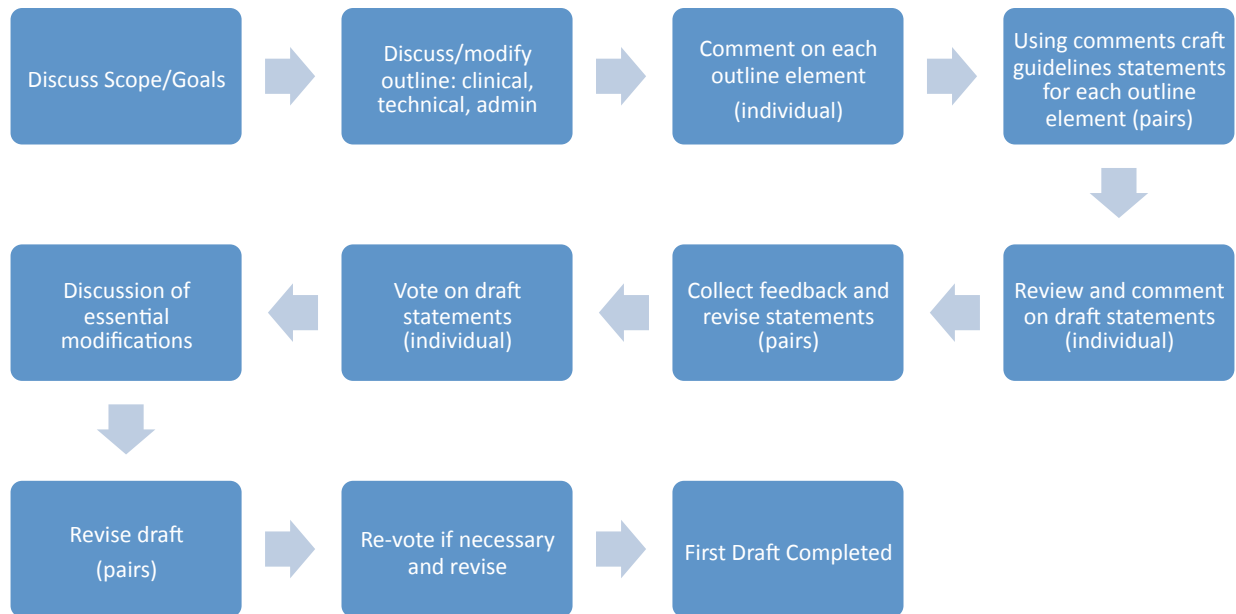 Discuss Scope/Goals
Discuss/modify
outline: clinical,
technical, admin
Comment on each
outline element
(individual)
Using comments craft
guidelines statements
for each outline
element (pairs)
Review and comment
on draft statements
(individual)
Collect feedback and
revise statements
(pairs)
Vote on draft
statements
(individual)
Discussion of
essential
modifications
Revise draft
(pairs)
Re-vote if necessary
and revise
First Draft Completed